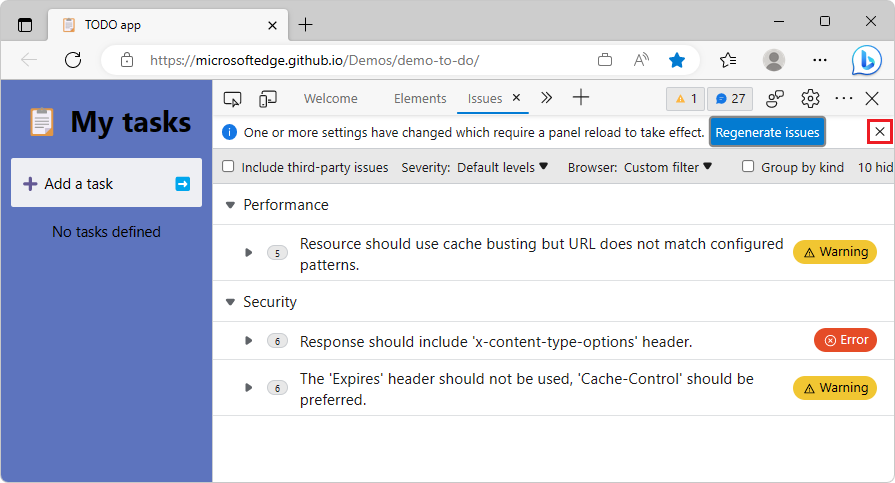 TODO app
https://microsoftedge.github.io/Demos/demo-to-do/
My tasks
Add a task
No tasks defined
Welcome
Elements
Issues
1
27
One or more settings have changed which require a panel reload to take effect.
Regenerate issues
Include third-party issues
Severity: Default levels
Browser: Custom filter
Group by kind
10 hid
Performance
5
Resource should use cache busting but URL does not match configured
patterns.
Warning
Security
6
Response should include 'x-content-type-options' header.
Error
6
The 'Expires' header should not be used, 'Cache-Control' should be
preferred.
Warning